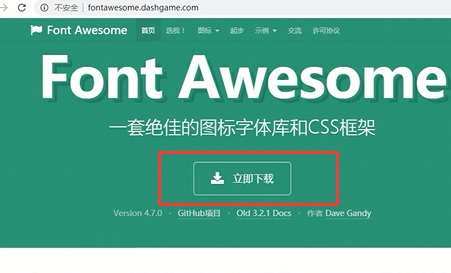 不安全 | fontawesome.dashgame.com
Font Awesome 首页 选我！ 图标 起步 示例 交流 许可协议
Font Awesome
一套绝佳的图标字体库和CSS框架
立即下载
Version 4.7.0 · GitHub项目 · Old 3.2.1 Docs · 作者 Dave Gandy